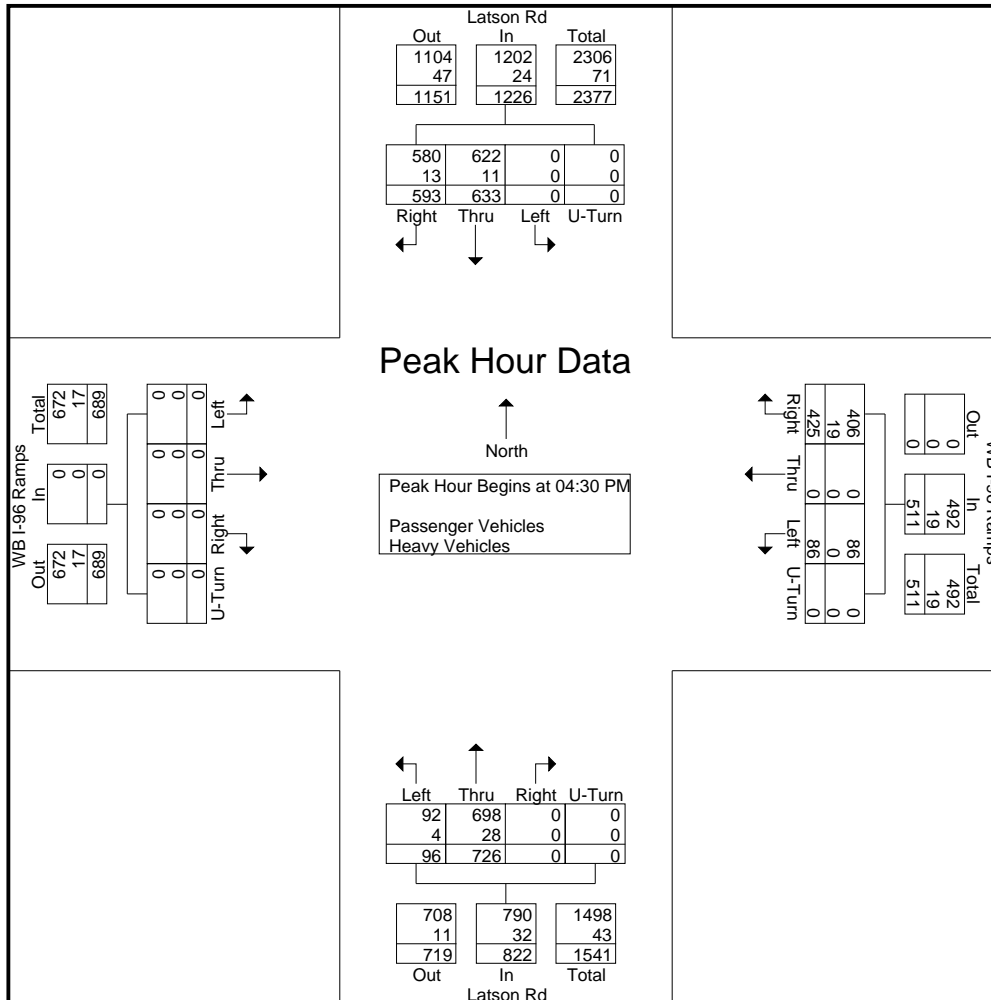 Latson Rd
Out In Total
1104 1202 2306
47 24 71
1151 1226 2377
580 622 0 0
13 11 0 0
593 633 0 0
Right Thru Left U-Turn
Peak Hour Data
North
Peak Hour Begins at 04:30 PM
Passenger Vehicles
Heavy Vehicles
WB I-96 Ramps
Out In Total
672 0 672
17 0 17
689 0 689
0 0 0 0
0 0 0 0
0 0 0 0
U-Turn Right Thru Left
Ramps
Out In Total
0 492 492
0 19 19
0 511 511
406 0 86 0
19 0 0 0
425 0 86 0
Right Thru Left U-Turn
Left Thru Right U-Turn
92 698 0 0
4 28 0 0
96 726 0 0
708 790 1498
11 32 43
719 822 1541
Out In Total
Latson Rd